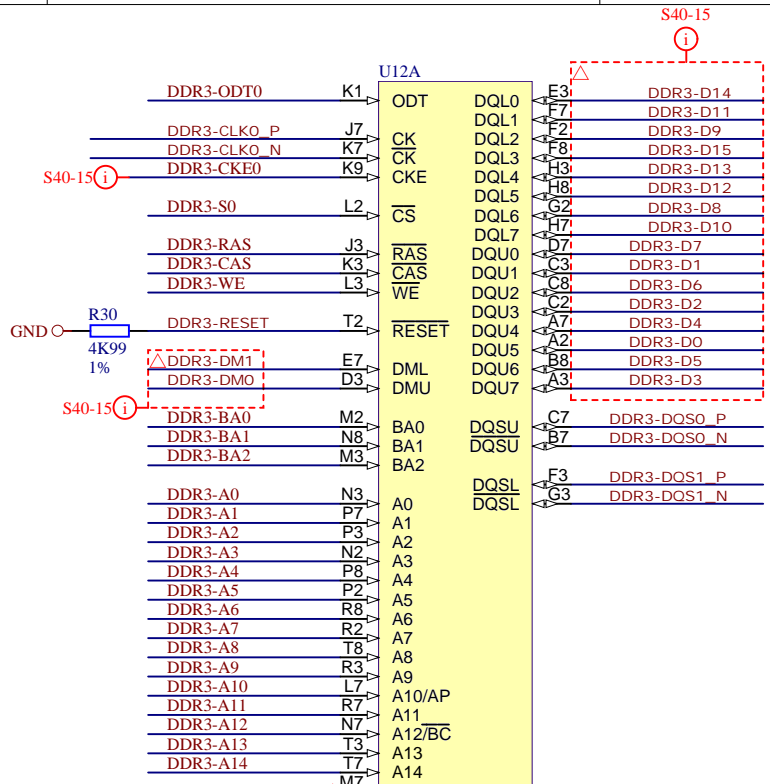 S40-15
i
U12A
DDR3-ODT0 K1 ODT DQL0 E3 DDR3-D14
DQL1 F7 DDR3-D11
DDR3-CLK0_P J7 CK DQL2 F2 DDR3-D9
DDR3-CLK0_N K7 CK DQL3 F8 DDR3-D15
S40-15 i DDR3-CKE0 K9 CKE DQL4 H3 DDR3-D13
DQL5 H8 DDR3-D12
DDR3-S0 L2 CS DQL6 G2 DDR3-D8
DQL7 H7 DDR3-D10
DDR3-RAS J3 RAS DQU0 D7 DDR3-D7
DDR3-CAS K3 CAS DQU1 C3 DDR3-D1
DDR3-WE L3 WE DQU2 C8 DDR3-D6
DQU3 C2 DDR3-D2
R30
GND DDR3-RESET T2 RESET DQU4 A7 DDR3-D4
4K99 DQU5 A2 DDR3-D0
1% DDR3-DM1 E7 DML DQU6 B8 DDR3-D5
DDR3-DM0 D3 DMU DQU7 A3 DDR3-D3
S40-15 i
DDR3-BA0 M2 BA0 DQSU C7 DDR3-DQS0_P
DDR3-BA1 N8 BA1 DQSU B7 DDR3-DQS0_N
DDR3-BA2 M3 BA2
DQSL F3 DDR3-DQS1_P
DDR3-A0 N3 A0 DQSL G3 DDR3-DQS1_N
DDR3-A1 P7 A1
DDR3-A2 P3 A2
DDR3-A3 N2 A3
DDR3-A4 P8 A4
DDR3-A5 P2 A5
DDR3-A6 R8 A6
DDR3-A7 R2 A7
DDR3-A8 T8 A8
DDR3-A9 R3 A9
DDR3-A10 L7 A10/AP
DDR3-A11 R7 A11
DDR3-A12 N7 A12/BC
DDR3-A13 T3 A13
DDR3-A14 T7 A14
M7